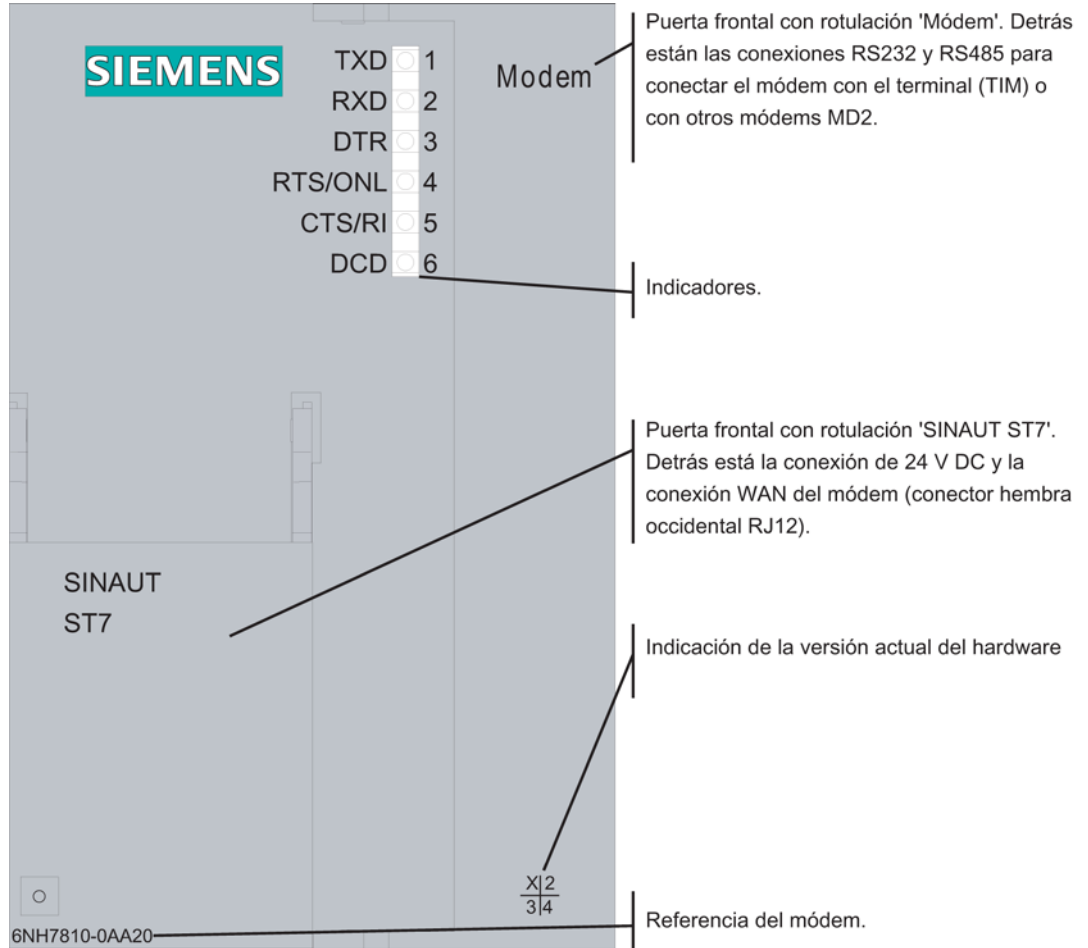 SIEMENS
TXD 1
RXD 2
DTR 3
RTS/ONL 4
CTS/RI 5
DCD 6
Modem
Puerta frontal con rotulación 'Módem'. Detrás
están las conexiones RS232 y RS485 para
conectar el módem con el terminal (TIM) o
con otros módems MD2.
Indicadores.
Puerta frontal con rotulación 'SINAUT ST7'.
Detrás está la conexión de 24 V DC y la
conexión WAN del módem (conector hembra
occidental RJ12).
SINAUT
ST7
Indicación de la versión actual del hardware
X 2
3 4
Referencia del módem.
6NH7810-0AA20